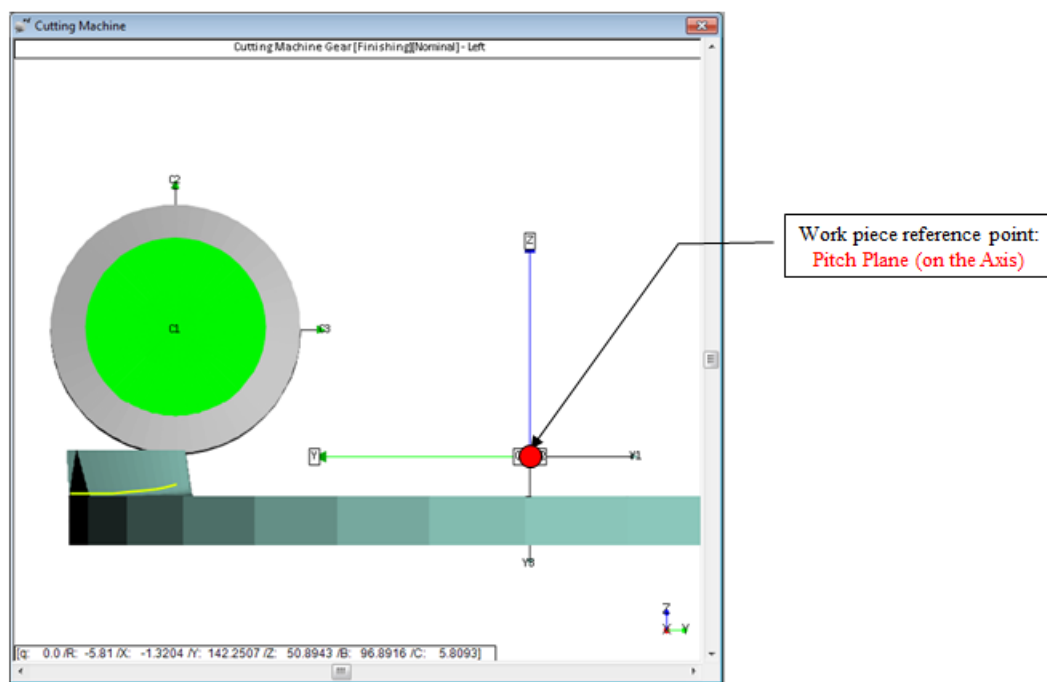 Cutting Machine
Cutting Machine Gear [Finishing][Nominal] - Left
C2
Z
C1
C3
Work piece reference point:
Pitch Plane (on the Axis)
Y
Y1
Y3
Z
X Y
[q: 0.0 /R: -5.81 /X: -1.3204 /Y: 142.2507 /Z: 50.8943 /B: 96.8916 /C: 5.8093]